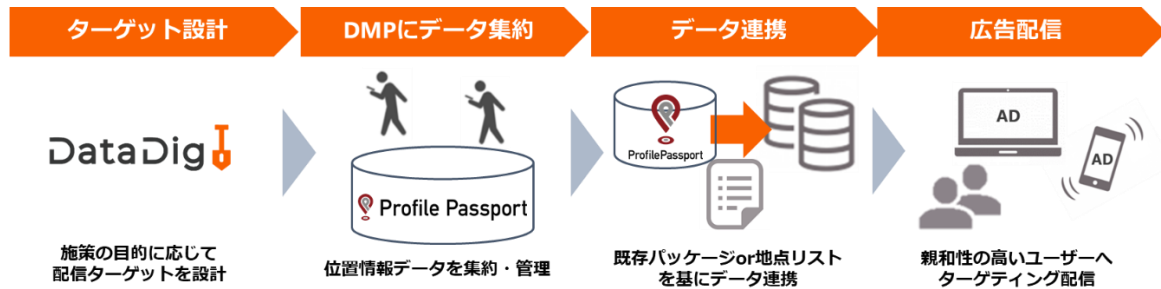 ターゲット設計
DMPにデータ集約
データ連携
広告配信
DataDig
Profile Passport
ProfilePassport
AD
AD
施策の目的に応じて
配信ターゲットを設計
位置情報データを集約・管理
既存パッケージor地点リスト
を基にデータ連携
親和性の高いユーザーへ
ターゲティング配信